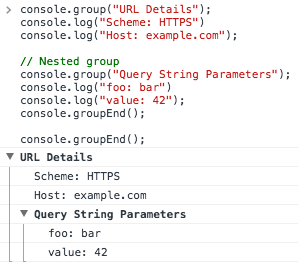 console.group("URL Details");
console.log("Scheme: HTTPS")
console.log("Host: example.com");
// Nested group
console.group("Query String Parameters");
console.log("foo: bar")
console.log("value: 42");
console.groupEnd();
console.groupEnd();
URL Details
Scheme: HTTPS
Host: example.com
Query String Parameters
foo: bar
value: 42